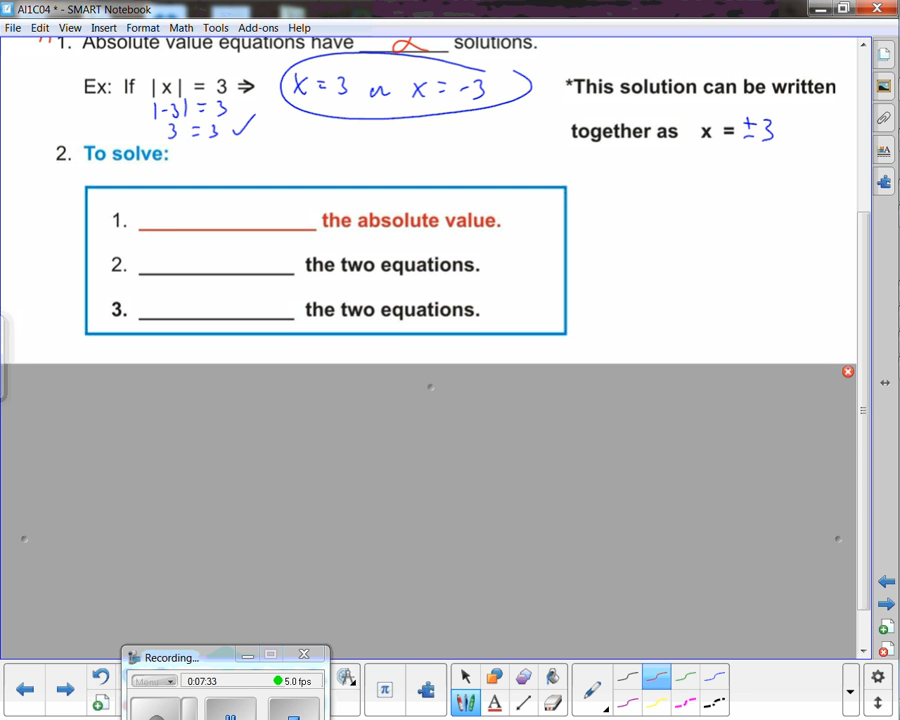 AI1C04 * - SMART Notebook
File Edit View Insert Format Math Tools Add-ons Help
1. Absolute value equations have 2 solutions.
Ex: If |x| = 3 ⇒ x = 3 or x = -3 *This solution can be written
|-3| = 3
3 = 3 ✓ together as x = ±3
2. To solve:
1. ________________ the absolute value.
2. ______________ the two equations.
3. ______________ the two equations.
Recording...
Menu 0:07:33 5.0 fps
π A